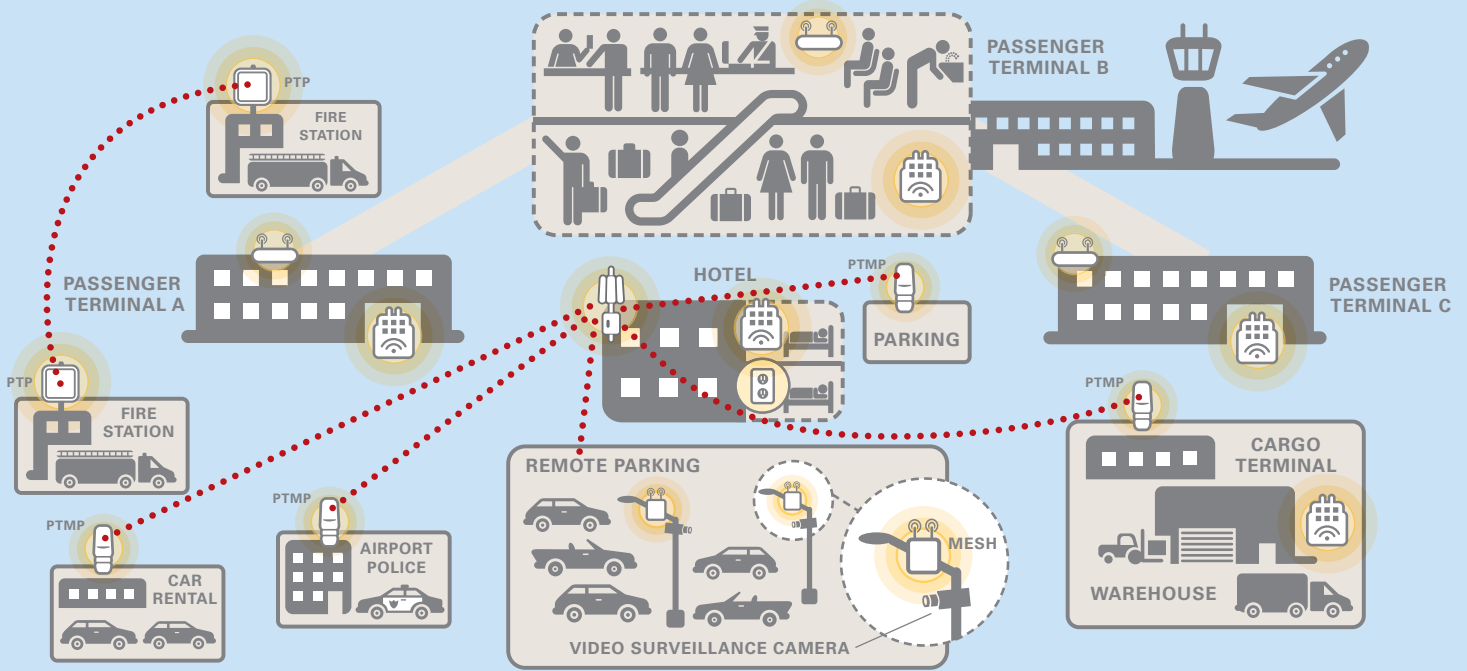 PASSENGER
TERMINAL B
PTP
FIRE
STATION
PASSENGER
TERMINAL A
HOTEL
PTMP
PARKING
PASSENGER
TERMINAL C
PTP
FIRE
STATION
PTMP
CARGO
TERMINAL
WAREHOUSE
REMOTE PARKING
MESH
VIDEO SURVEILLANCE CAMERA
PTMP
AIRPORT
POLICE
PTMP
CAR
RENTAL